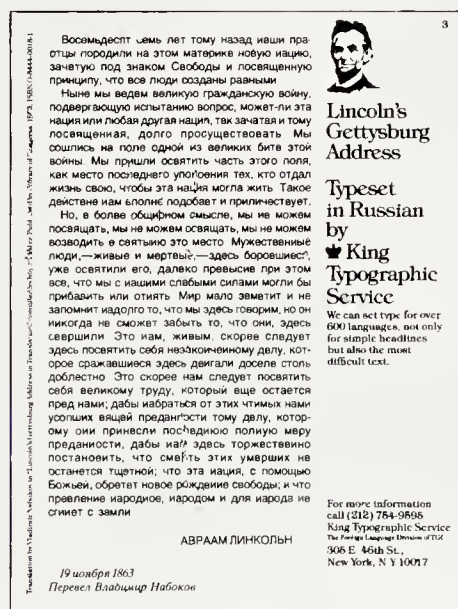 3
Восемьдесят семь лет тому назад наши пра-
отцы породили на этом материке новую нацию,
зачетую под знаком Свободы и посвященную
принципу, что все люди созданы равными
Ныне мы ведем великую гражданскую войну,
подвергающую испытанию вопрос, может-ли эта
нация или любая другая нация, так зачатая и тому
посвященная, долго просуществовать Мы
сошлись на поле одной из великих битв этой
войны. Мы пришли освятить часть этого поля,
как место последнего упокоения тех, кто отдал
жизнь свою, чтобы эта нация могла жить Такое
действие нам вполне подобает и приличествует.
Но, в более общирном смысле, мы не можем
посвящать, мы не можем освящать, мы не можем
возводить в святыню это место Мужественные
люди,—живые и мертвые,—здесь боровшиесл,
уже освятили его, далеко превысив при этом
все, что мы с нашими слабыми силами могли бы
прибавить или отнять Мир мало заметит и не
запомнит надолго то, что мы здесь говорим, но он
никогда не сможет забыть то, что они, здесь
свершили Это нам, живым, скорее следует
здесь посвятить себя незаконченному делу, кот-
орое сражавшиеся здесь двигали доселе столь
доблестно Это скорее нам следует посвятить
себя великому труду, который еще остается
пред нами; дабы набраться от этих чтимых нами
усопших вящей преданности тому делу, котор-
ому они принесли последнюю полную меру
преданности, дабы нам здесь торжественно
постановить, что смерть этих умерших не
останется тщетной; что эта нация, с помощью
Божьей, обретет новое рождение свободы; и что
правление народное, народом и для народа не
сгинет с земли
АВРААМ ЛИНКОЛЬН
19 ноября 1863
Перевел Владимир Набоков
Lincoln's
Gettysburg
Address
Typeset
in Russian
by
King
Typographic
Service
We can set type for over
600 languages, not only
for simple headlines
but also the most
difficult text.
For more information
call (212) 754-9595
King Typographic Service
The Foreign Language Division of TGC
305 E 46th St.,
New York, N Y 10017